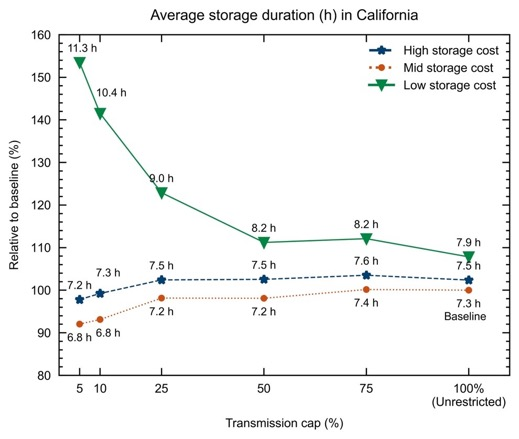 Average storage duration (h) in California
Relative to baseline (%)
160
150
140
130
120
110
100
90
80
High storage cost
Mid storage cost
Low storage cost
11.3 h
10.4 h
9.0 h
8.2 h
8.2 h
7.9 h
7.2 h
7.3 h
7.5 h
7.5 h
7.6 h
7.5 h
6.8 h
6.8 h
7.2 h
7.2 h
7.4 h
7.3 h
Baseline
5 10 25 50 75 100%
(Unrestricted)
Transmission cap (%)